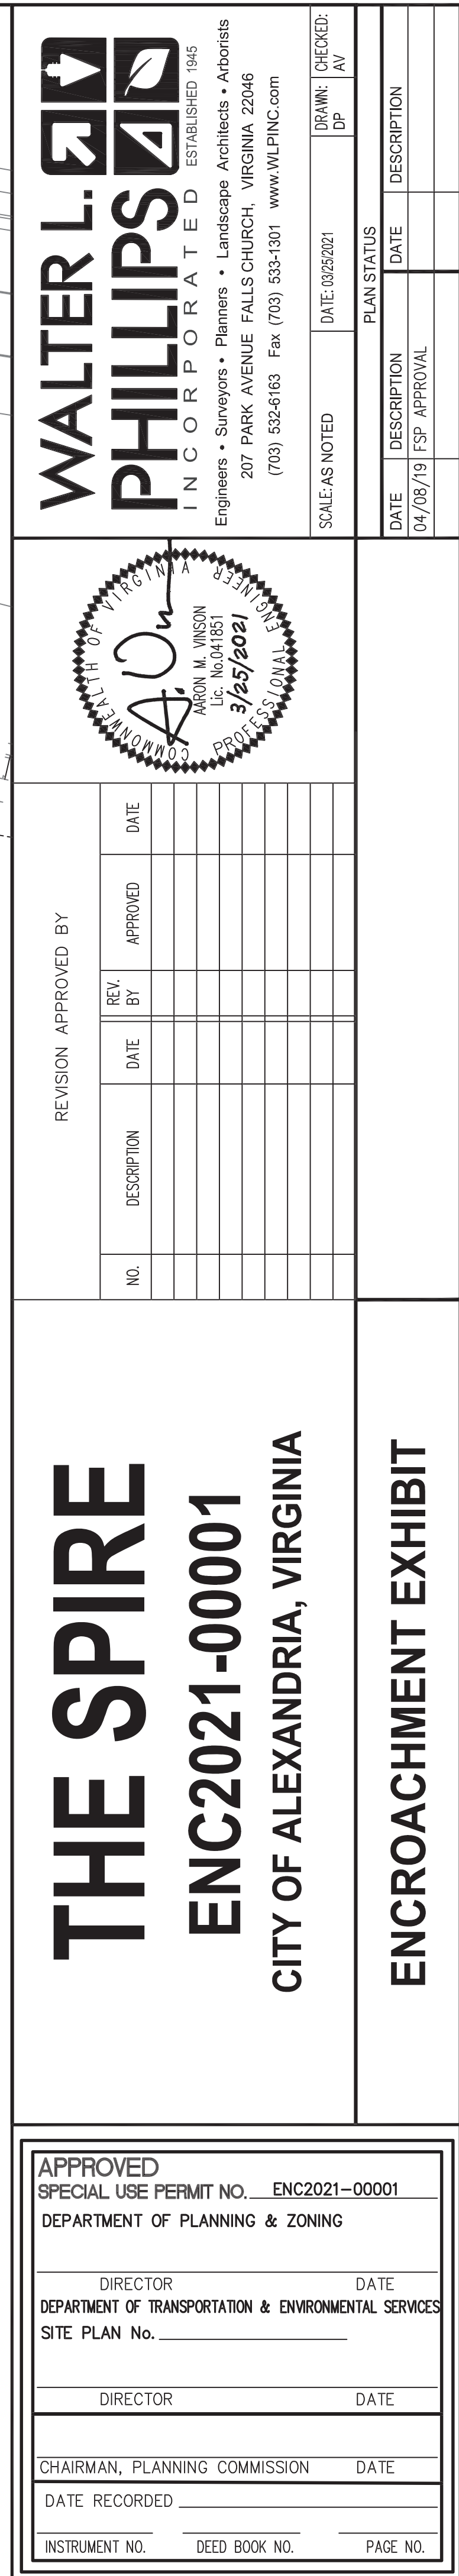 WALTER L.
PHILLIPS
INCORPORATED ESTABLISHED 1945
Engineers • Surveyors • Planners • Landscape Architects • Arborists
207 PARK AVENUE FALLS CHURCH, VIRGINIA 22046
(703) 532-6163 Fax (703) 533-1301 www.WLPINC.com
SCALE: AS NOTED DATE: 03/25/2021 DRAWN: DP CHECKED: AV
PLAN STATUS
DATE DESCRIPTION DATE DESCRIPTION
04/08/19 FSP APPROVAL
COMMONWEALTH OF VIRGINIA
AARON M. VINSON
Lic. No.041851
3/25/2021
PROFESSIONAL ENGINEER
REVISION APPROVED BY
NO. DESCRIPTION DATE REV. BY APPROVED DATE
THE SPIRE
ENC2021-00001
CITY OF ALEXANDRIA, VIRGINIA
ENCROACHMENT EXHIBIT
APPROVED
SPECIAL USE PERMIT NO. ENC2021-00001
DEPARTMENT OF PLANNING & ZONING
DIRECTOR DATE
DEPARTMENT OF TRANSPORTATION & ENVIRONMENTAL SERVICES
SITE PLAN No.
DIRECTOR DATE
CHAIRMAN, PLANNING COMMISSION DATE
DATE RECORDED
INSTRUMENT NO. DEED BOOK NO. PAGE NO.